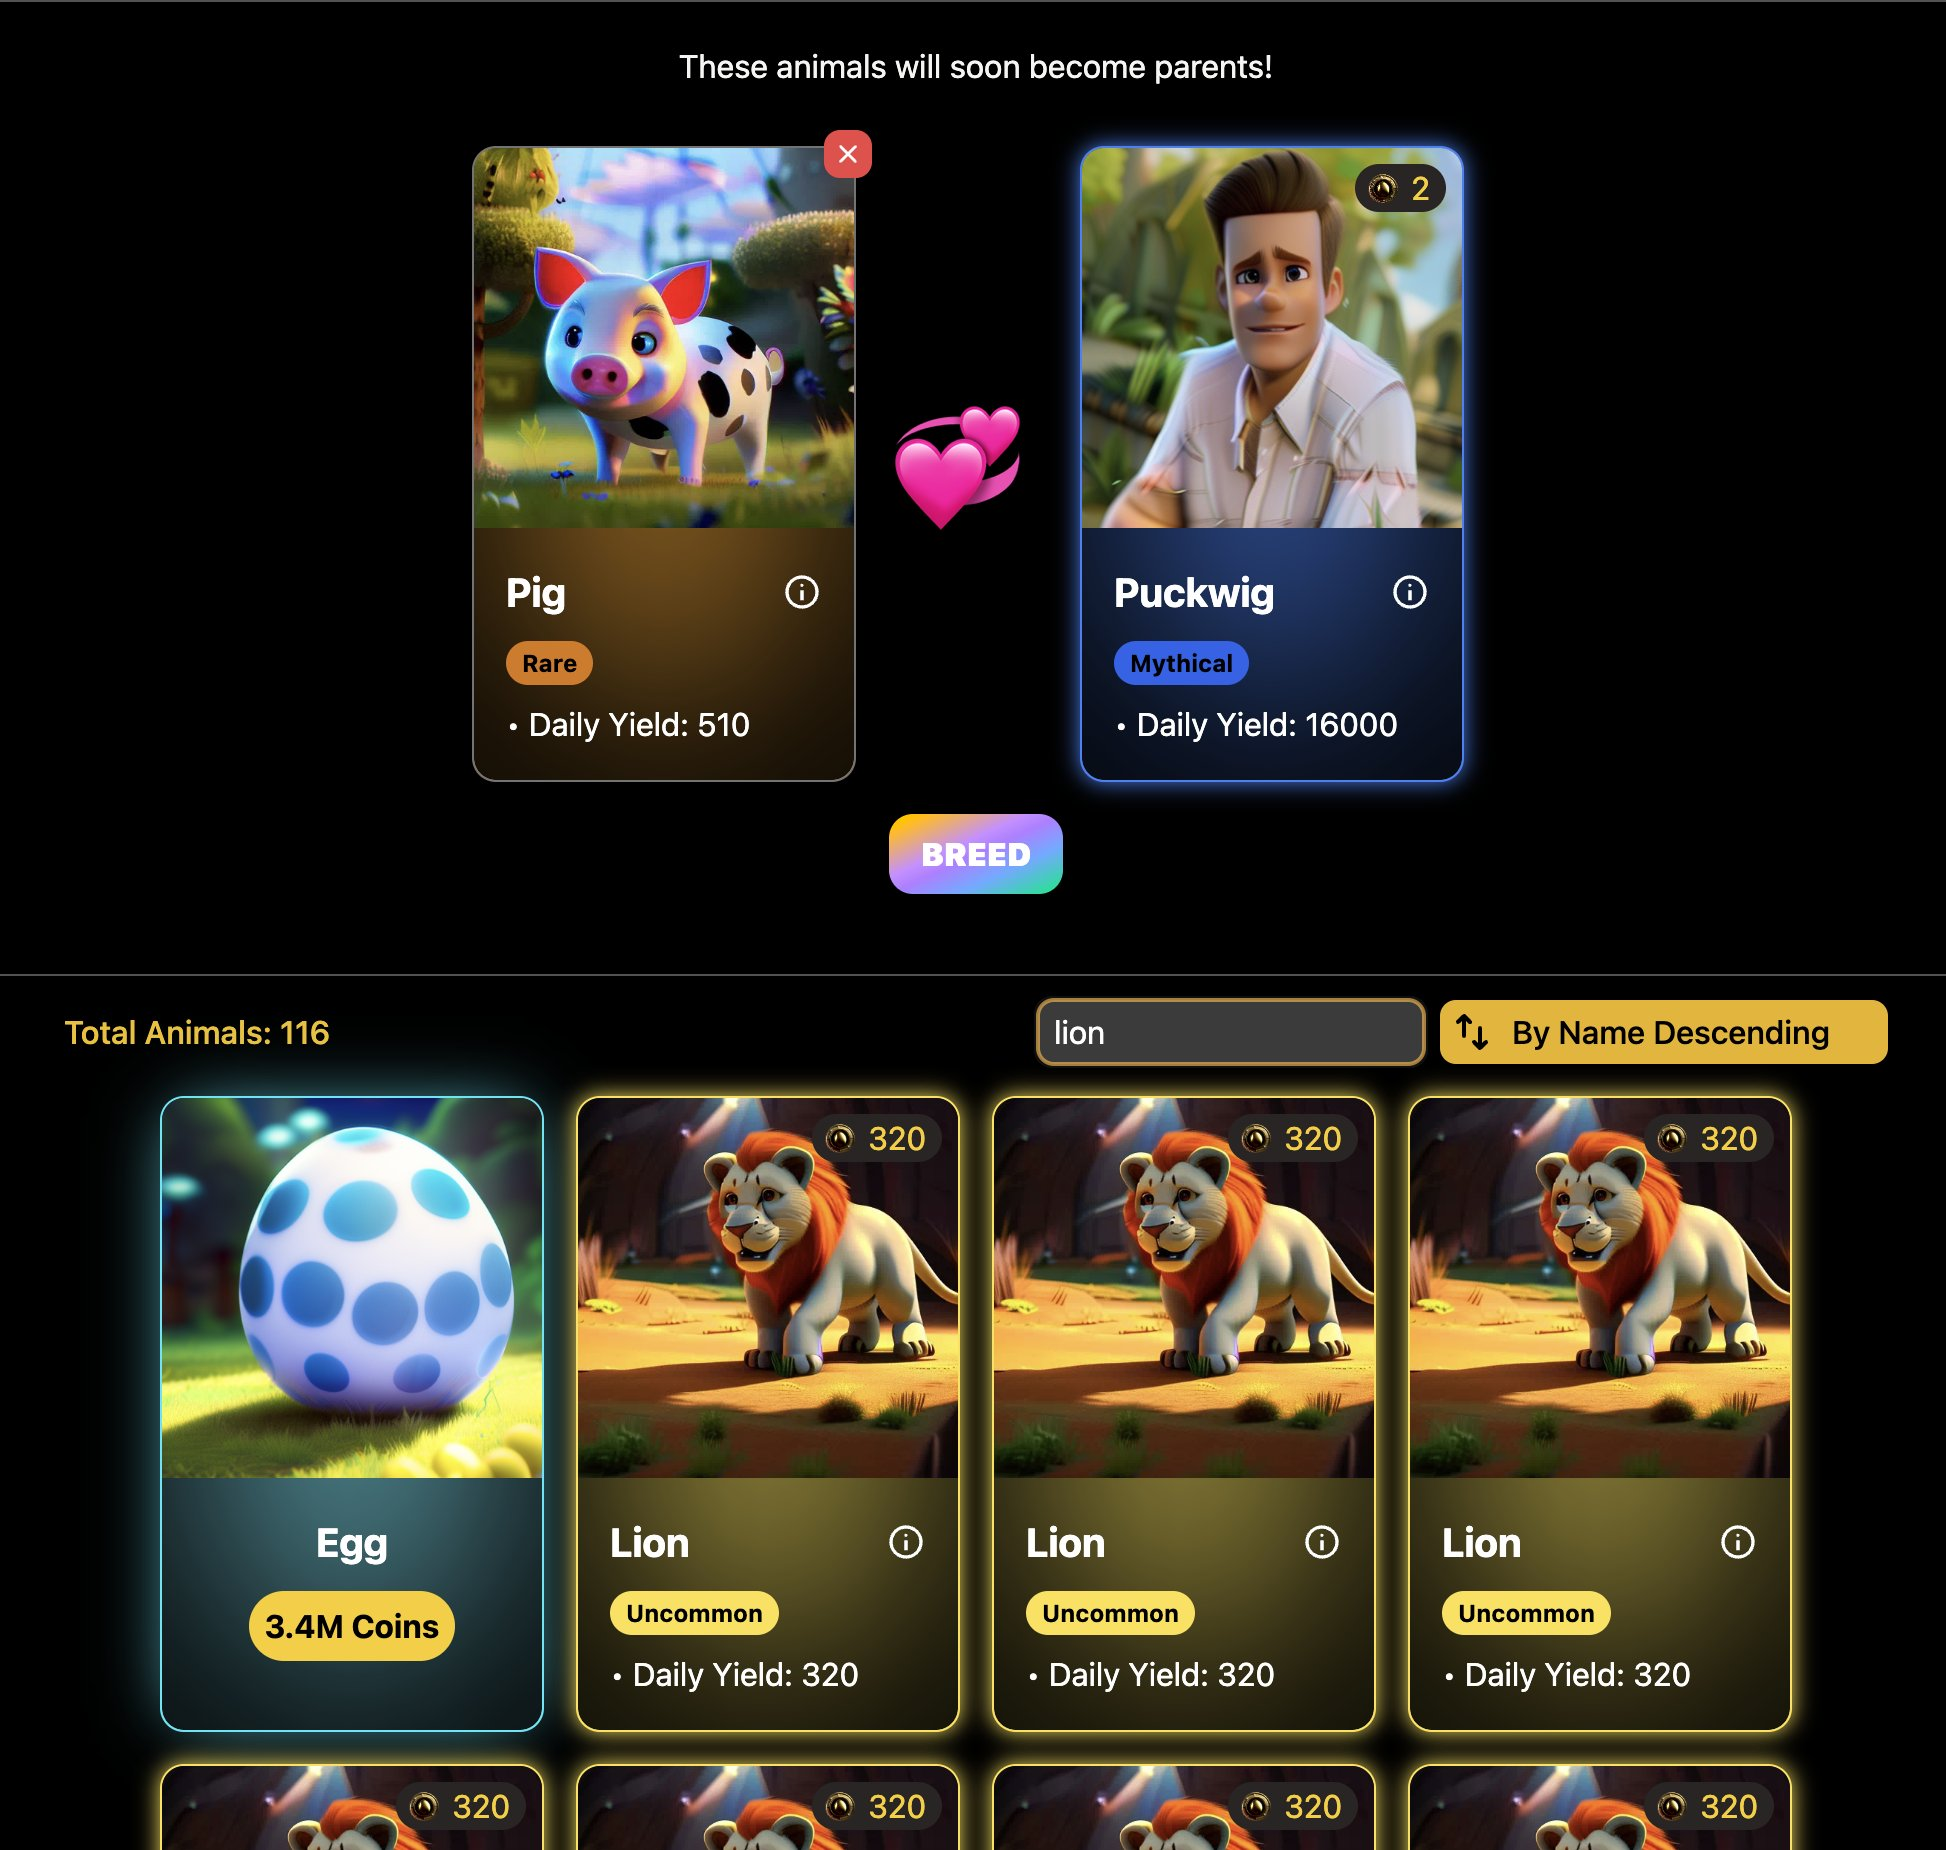 These animals will soon become parents!
2
Pig
Rare
• Daily Yield: 510
Puckwig
Mythical
• Daily Yield: 16000
BREED
Total Animals: 116
lion
By Name Descending
Egg
3.4M Coins
320
Lion
Uncommon
• Daily Yield: 320
320
Lion
Uncommon
• Daily Yield: 320
320
Lion
Uncommon
• Daily Yield: 320
320
320
320
320